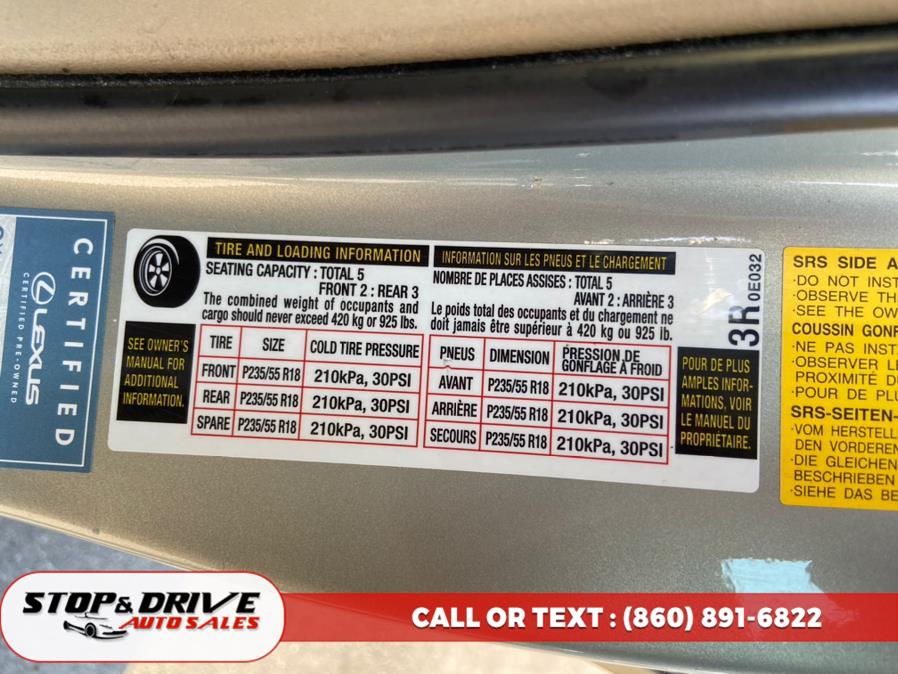 CERTIFIED
LEXUS
CERTIFIED PRE-OWNED
TIRE AND LOADING INFORMATION
SEATING CAPACITY : TOTAL 5
FRONT 2 : REAR 3
The combined weight of occupants and
cargo should never exceed 420 kg or 925 lbs.
SEE OWNER'S
MANUAL FOR
ADDITIONAL
INFORMATION.
TIRE SIZE COLD TIRE PRESSURE
FRONT P235/55 R18 210kPa, 30PSI
REAR P235/55 R18 210kPa, 30PSI
SPARE P235/55 R18 210kPa, 30PSI
INFORMATION SUR LES PNEUS ET LE CHARGEMENT
NOMBRE DE PLACES ASSISES : TOTAL 5
AVANT 2 : ARRIÈRE 3
Le poids total des occupants et du chargement ne
doit jamais être supérieur à 420 kg ou 925 lb.
PNEUS DIMENSION PRESSION DE
GONFLAGE À FROID
AVANT P235/55 R18 210kPa, 30PSI
ARRIÈRE P235/55 R18 210kPa, 30PSI
SECOURS P235/55 R18 210kPa, 30PSI
POUR DE PLUS
AMPLES INFOR-
MATIONS, VOIR
LE MANUEL DU
PROPRIÉTAIRE.
3R 0E032
SRS SIDE A
·DO NOT INST
·OBSERVE TH
·SEE THE OW
COUSSIN GONF
·NE PAS INST
·OBSERVER LE
PROXIMITÉ DU
·POUR DE PLU
SRS-SEITEN-
·VOM HERSTELL
DEN VORDEREN
·DIE GLEICHEN
BESCHRIEBEN
·SIEHE DAS BE
STOP & DRIVE
AUTO SALES
CALL OR TEXT : (860) 891-6822